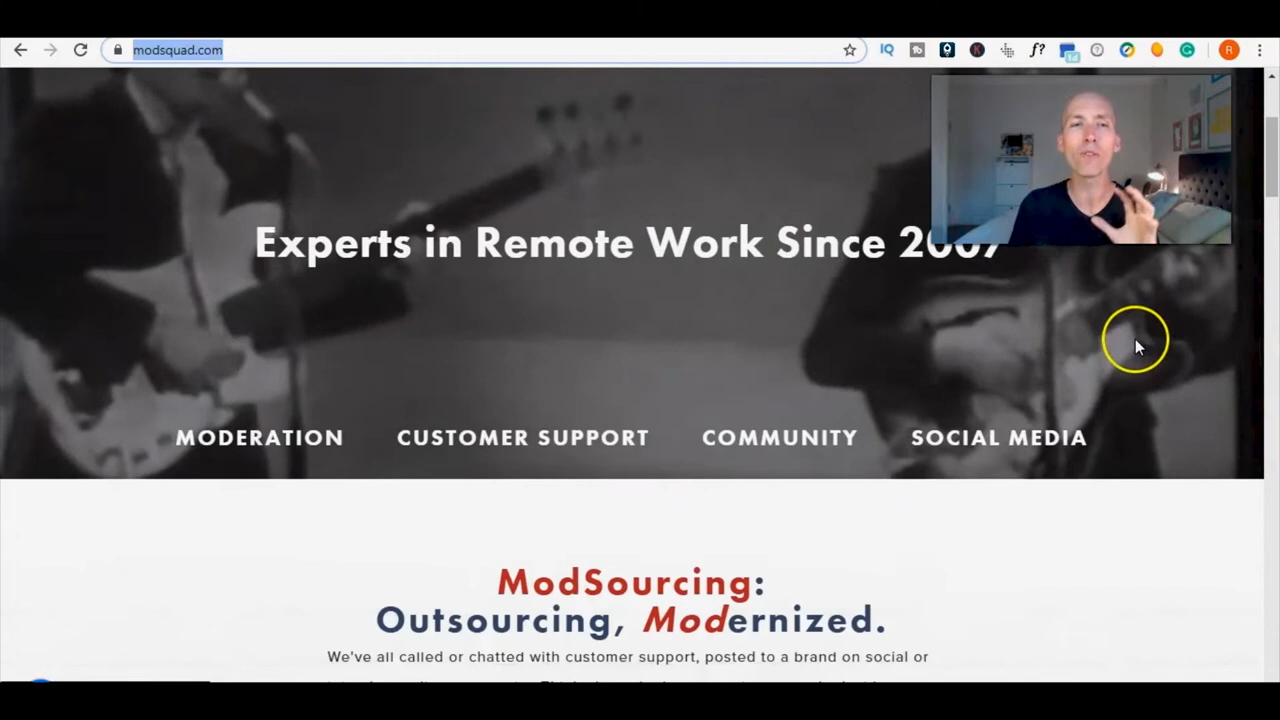 modsquad.com
IQ
f?
R
Experts in Remote Work Since 2007
MODERATION
CUSTOMER SUPPORT
COMMUNITY
SOCIAL MEDIA
ModSourcing:
Outsourcing, Modernized.
We've all called or chatted with customer support, posted to a brand on social or